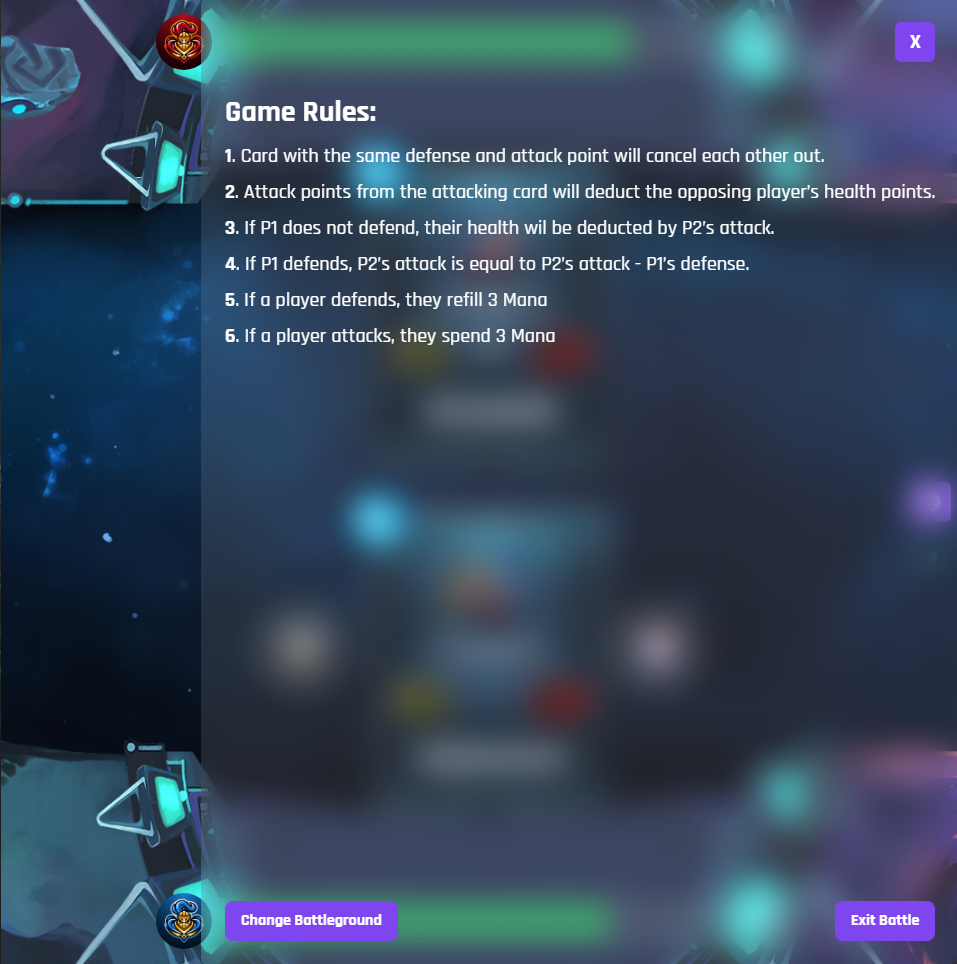 X
Game Rules:
1. Card with the same defense and attack point will cancel each other out.
2. Attack points from the attacking card will deduct the opposing player's health points.
3. If P1 does not defend, their health wil be deducted by P2's attack.
4. If P1 defends, P2's attack is equal to P2's attack - P1's defense.
5. If a player defends, they refill 3 Mana
6. If a player attacks, they spend 3 Mana
Change Battleground
Exit Battle